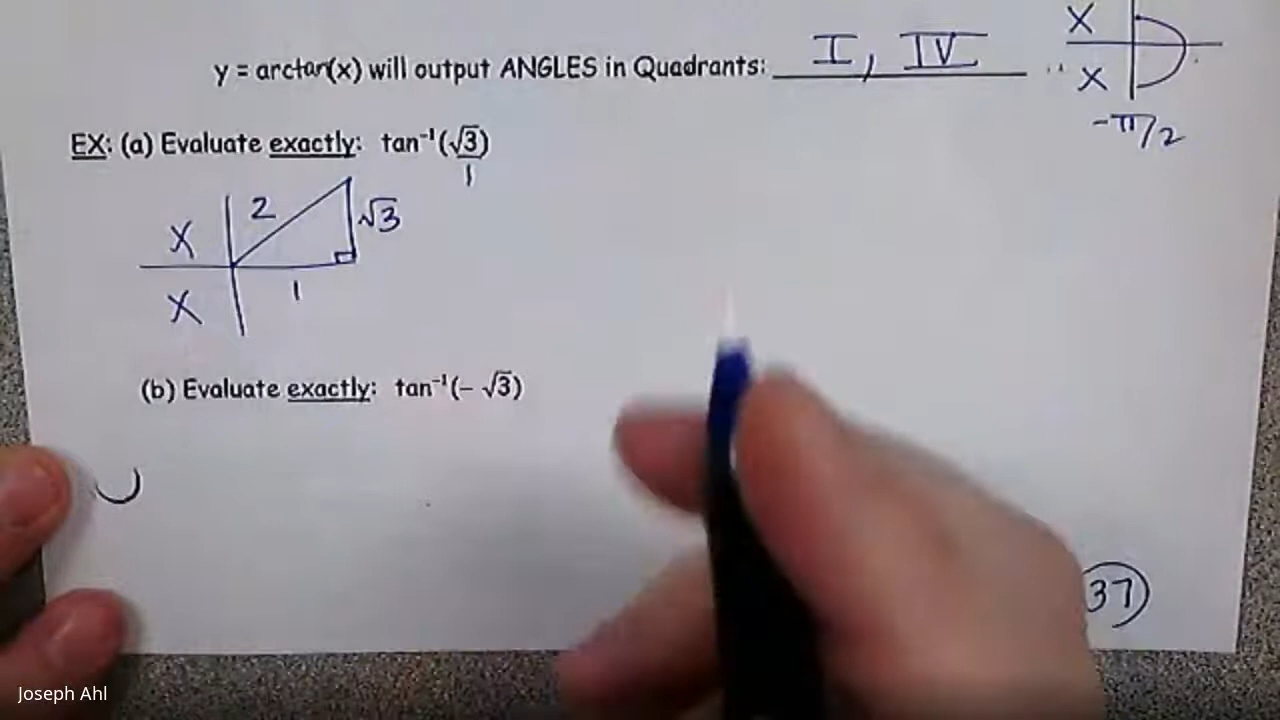 y = arctan(x) will output ANGLES in Quadrants: I, IV
X
X
-π/2
EX: (a) Evaluate exactly: tan⁻¹(√3)
1
2
√3
X
1
X
(b) Evaluate exactly: tan⁻¹(– √3)
37
Joseph Ahl